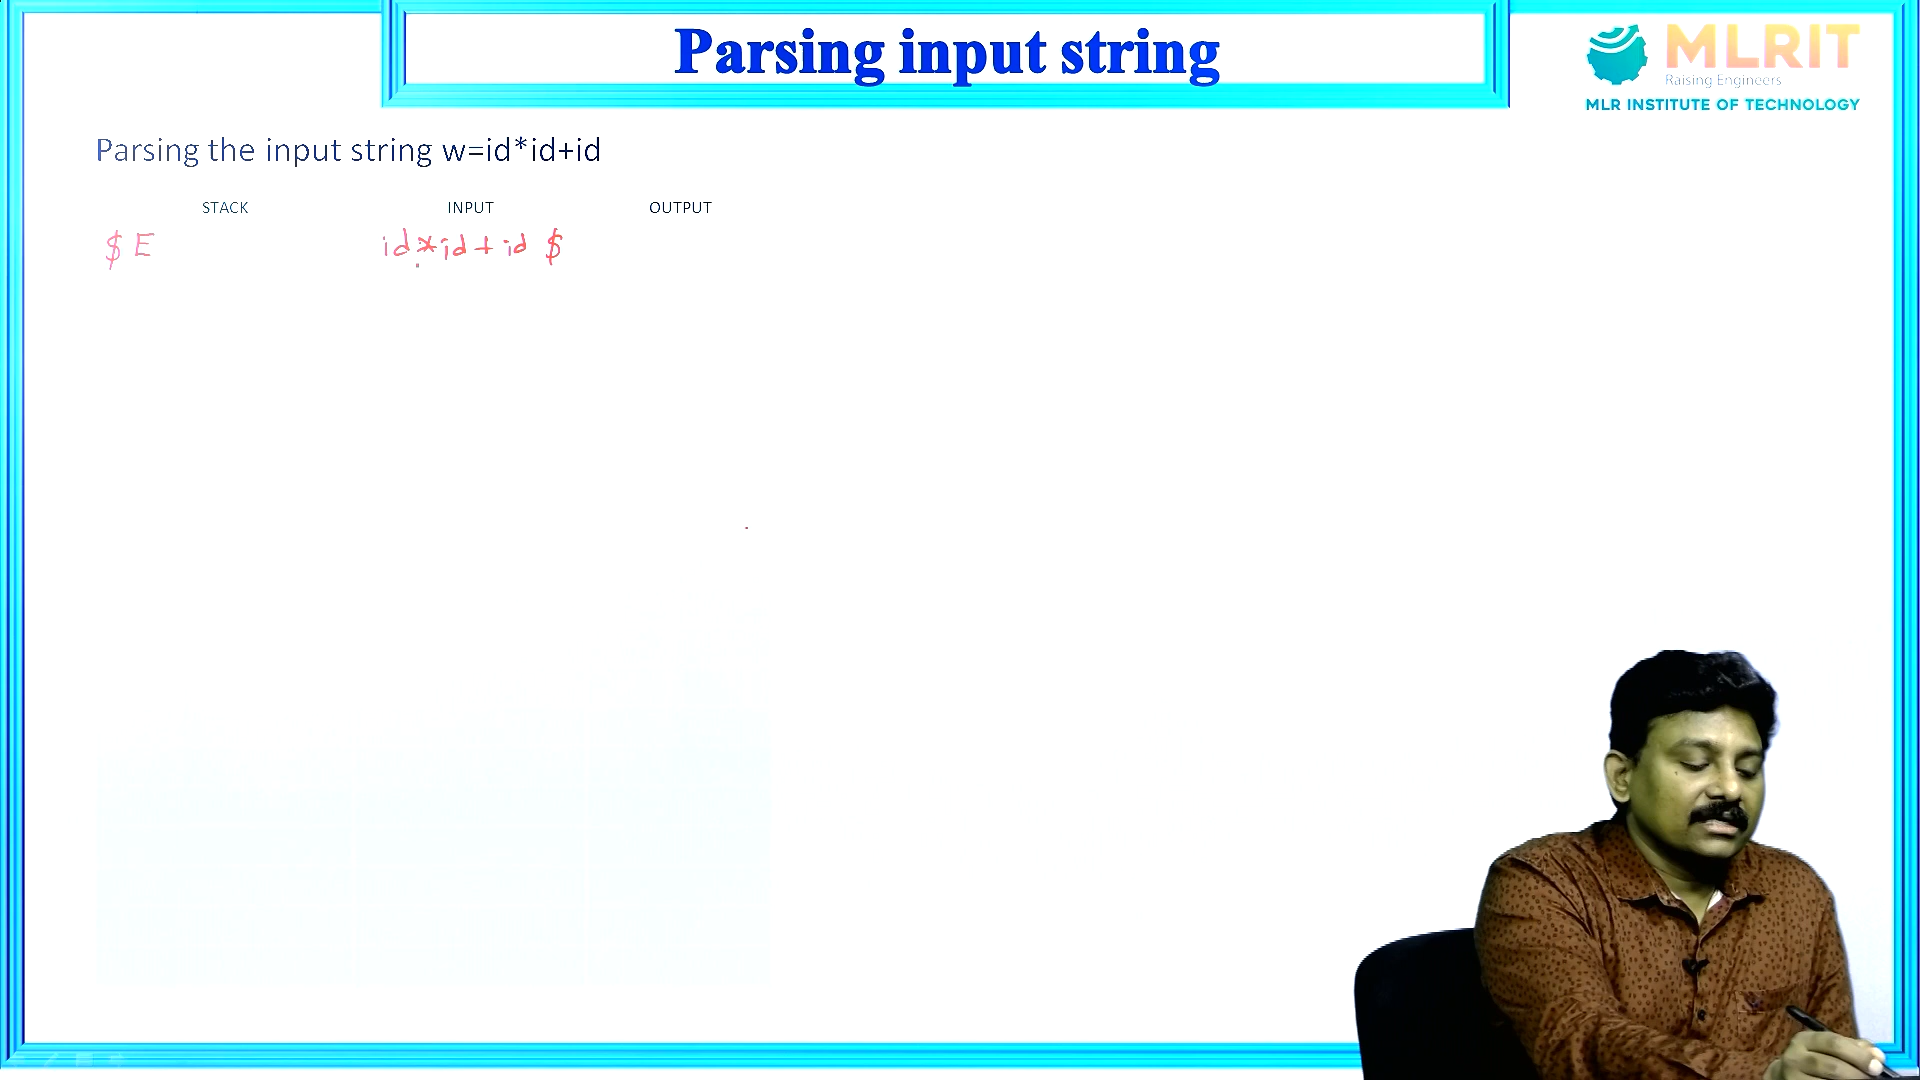 Parsing input string
MLRIT
Raising Engineers
MLR INSTITUTE OF TECHNOLOGY
Parsing the input string w=id*id+id
STACK INPUT OUTPUT
$ E id*id+id $